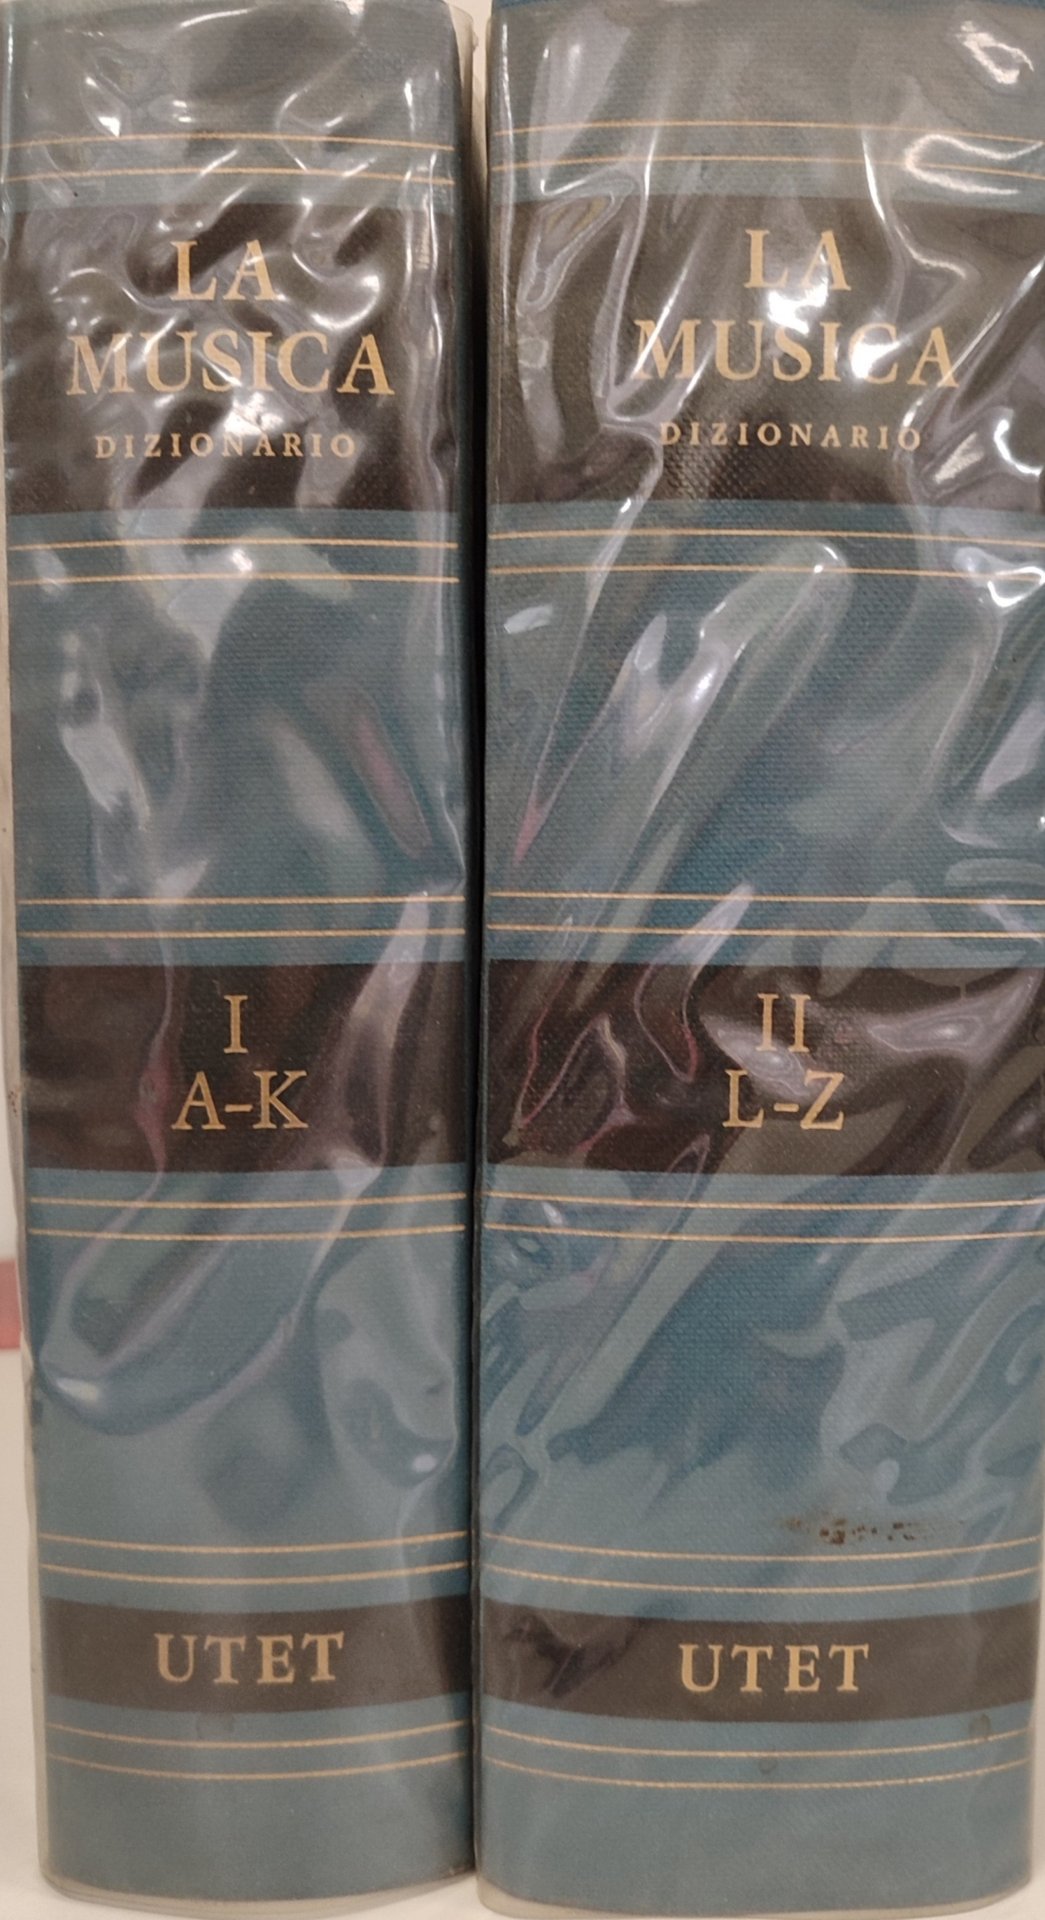 LA
MUSICA
DIZIONARIO
I
A-K
UTET
LA
MUSICA
DIZIONARIO
II
L-Z
UTET